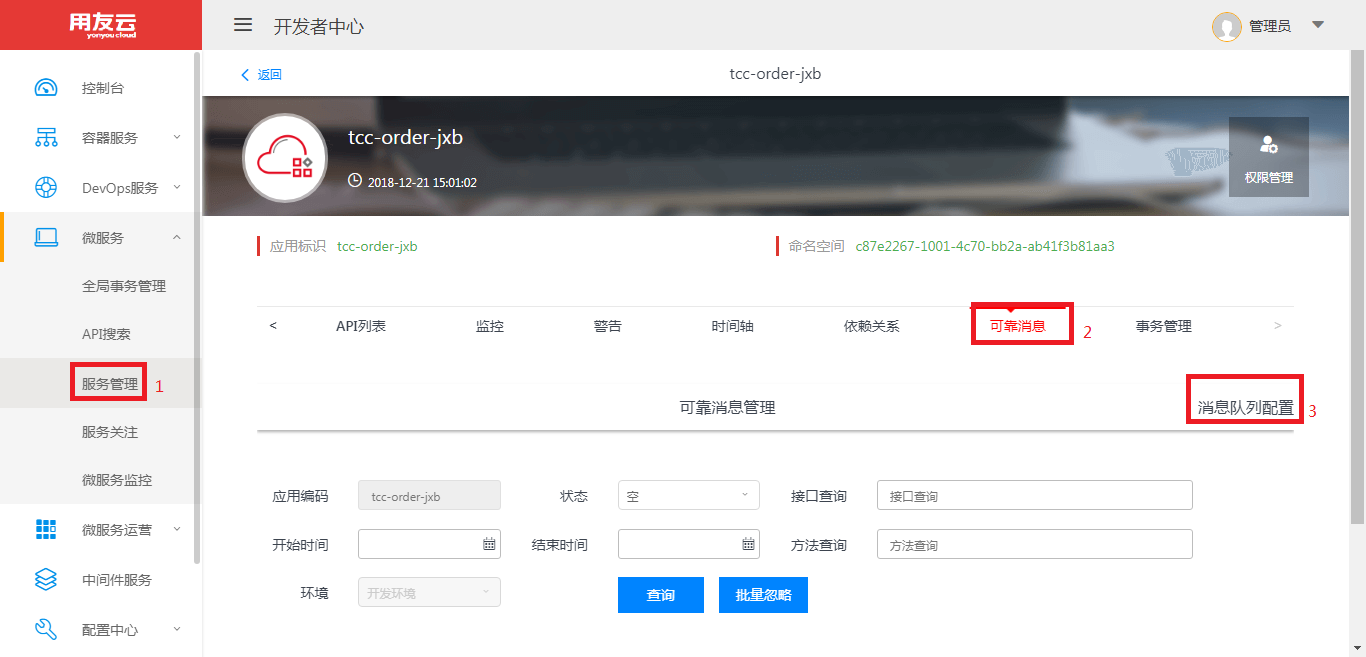 用友云
yonyou cloud
开发者中心
管理员
控制台
容器服务
DevOps服务
微服务
全局事务管理
API搜索
服务管理
1
服务关注
微服务监控
微服务运营
中间件服务
配置中心
返回
tcc-order-jxb
tcc-order-jxb
2018-12-21 15:01:02
权限管理
应用标识 tcc-order-jxb
命名空间 c87e2267-1001-4c70-bb2a-ab41f3b81aa3
< API列表 监控 警告 时间轴 依赖关系 可靠消息 2 事务管理 >
可靠消息管理
消息队列配置 3
应用编码 tcc-order-jxb 状态 空 接口查询 接口查询
开始时间 结束时间 方法查询 方法查询
环境 开发环境 查询 批量忽略